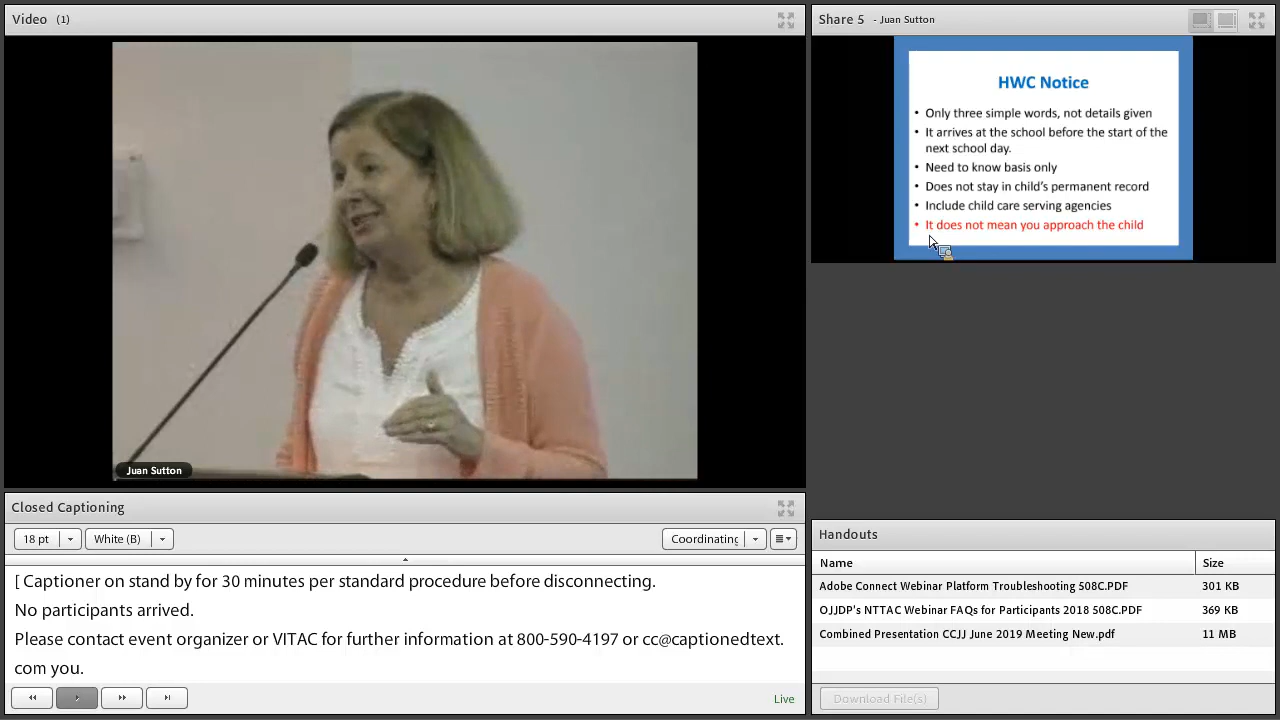 Video (1)
Juan Sutton
Share 5 - Juan Sutton
HWC Notice
• Only three simple words, not details given
• It arrives at the school before the start of the
next school day.
• Need to know basis only
• Does not stay in child's permanent record
• Include child care serving agencies
• It does not mean you approach the child
Closed Captioning
18 pt
White (B)
Coordinating
[ Captioner on stand by for 30 minutes per standard procedure before disconnecting.
No participants arrived.
Please contact event organizer or VITAC for further information at 800-590-4197 or cc@captionedtext.
com you.
Live
Handouts
Name Size
Adobe Connect Webinar Platform Troubleshooting 508C.PDF 301 KB
OJJDP's NTTAC Webinar FAQs for Participants 2018 508C.PDF 369 KB
Combined Presentation CCJJ June 2019 Meeting New.pdf 11 MB
Download File(s)